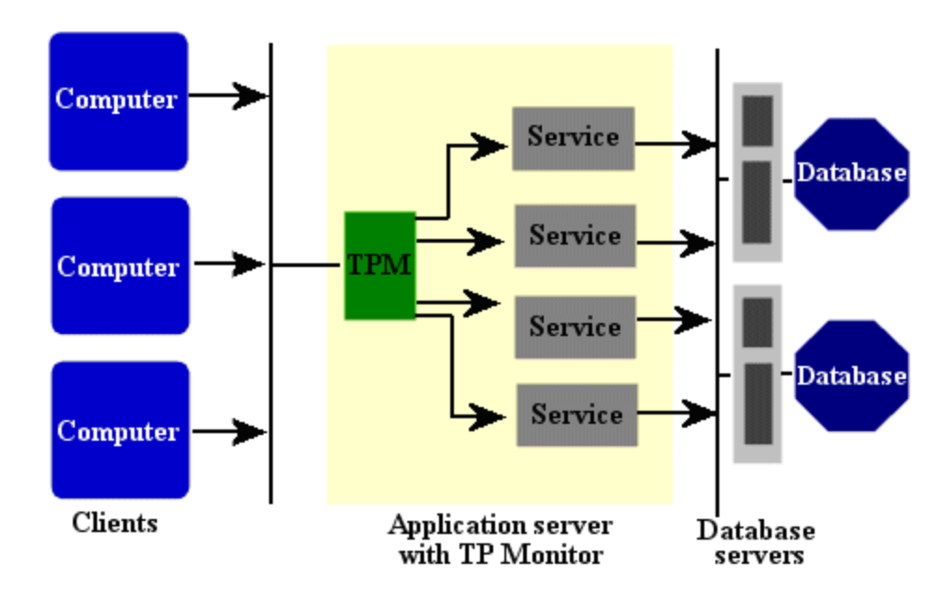 Computer
Computer
Computer
Clients
TPM
Service
Service
Service
Service
Application server
with TP Monitor
Database
Database
Database
servers